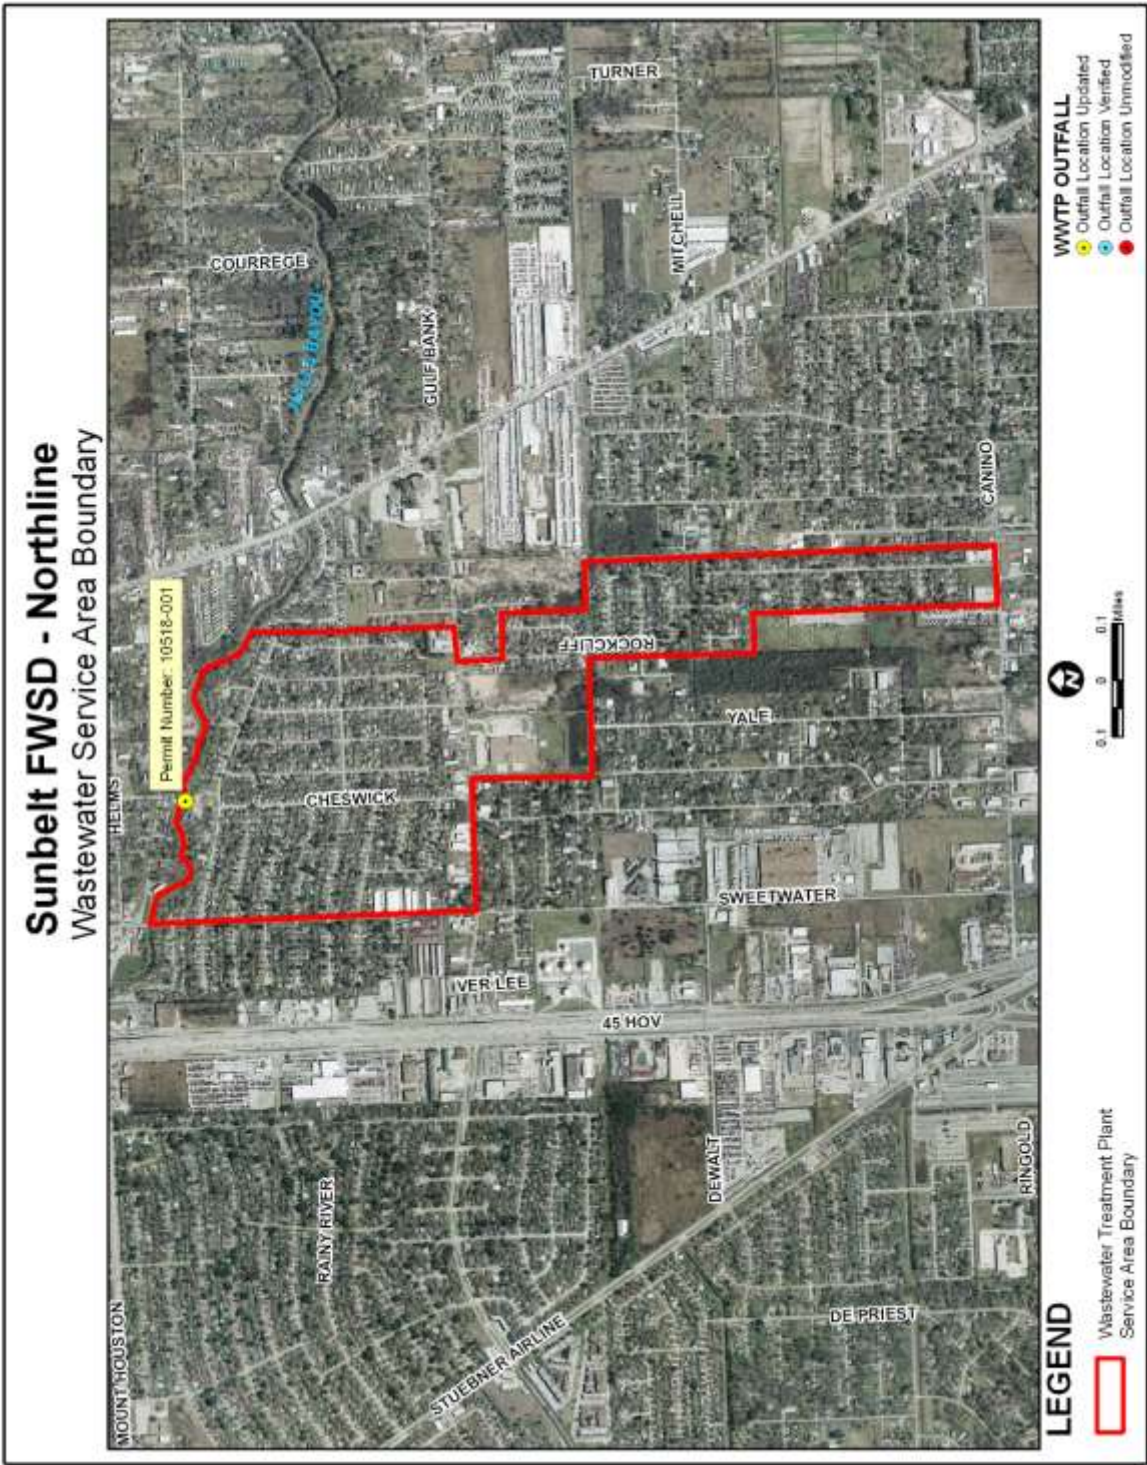 Sunbelt FWSD - Northline
Wastewater Service Area Boundary
MOUNT HOUSTON
HELMS
Permit Number: 10518-001
COURREGE
TURNER
RAINY RIVER
CHESWICK
GULF BANK
STUEBNER AIRLINE
VER LEE
45 HOV
ROCKCLIFF
MITCHELL
DEWALT
SWEETWATER
YALE
DE PRIEST
RINGOLD
CANINO
LEGEND
Wastewater Treatment Plant
Service Area Boundary
0.1 0 0.1
Miles
N
WWTP OUTFALL
Outfall Location Updated
Outfall Location Verified
Outfall Location Unmodified